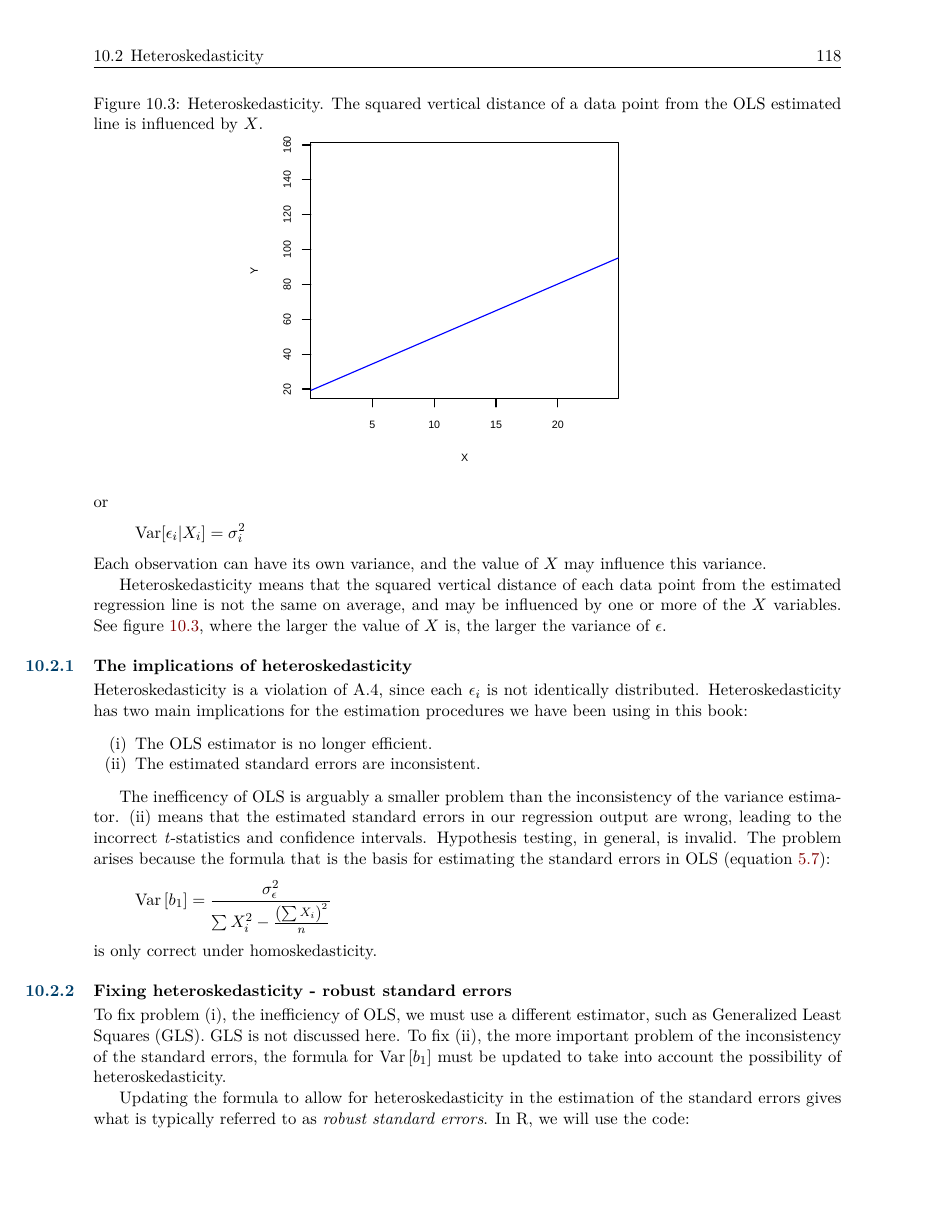 10.2 Heteroskedasticity 118
Figure 10.3: Heteroskedasticity. The squared vertical distance of a data point from the OLS estimated
line is influenced by X.
160
140
120
100
80
60
40
20
Y
5 10 15 20
X
or
Var[ϵᵢ|Xᵢ] = σᵢ²
Each observation can have its own variance, and the value of X may influence this variance.
Heteroskedasticity means that the squared vertical distance of each data point from the estimated
regression line is not the same on average, and may be influenced by one or more of the X variables.
See figure 10.3, where the larger the value of X is, the larger the variance of ϵ.
10.2.1 The implications of heteroskedasticity
Heteroskedasticity is a violation of A.4, since each ϵᵢ is not identically distributed. Heteroskedasticity
has two main implications for the estimation procedures we have been using in this book:
(i) The OLS estimator is no longer efficient.
(ii) The estimated standard errors are inconsistent.
The inefficency of OLS is arguably a smaller problem than the inconsistency of the variance estima-
tor. (ii) means that the estimated standard errors in our regression output are wrong, leading to the
incorrect t-statistics and confidence intervals. Hypothesis testing, in general, is invalid. The problem
arises because the formula that is the basis for estimating the standard errors in OLS (equation 5.7):
Var [b₁] = σϵ² / (∑ Xᵢ² − (∑ Xᵢ)² / n)
is only correct under homoskedasticity.
10.2.2 Fixing heteroskedasticity - robust standard errors
To fix problem (i), the inefficiency of OLS, we must use a different estimator, such as Generalized Least
Squares (GLS). GLS is not discussed here. To fix (ii), the more important problem of the inconsistency
of the standard errors, the formula for Var [b₁] must be updated to take into account the possibility of
heteroskedasticity.
Updating the formula to allow for heteroskedasticity in the estimation of the standard errors gives
what is typically referred to as robust standard errors. In R, we will use the code: